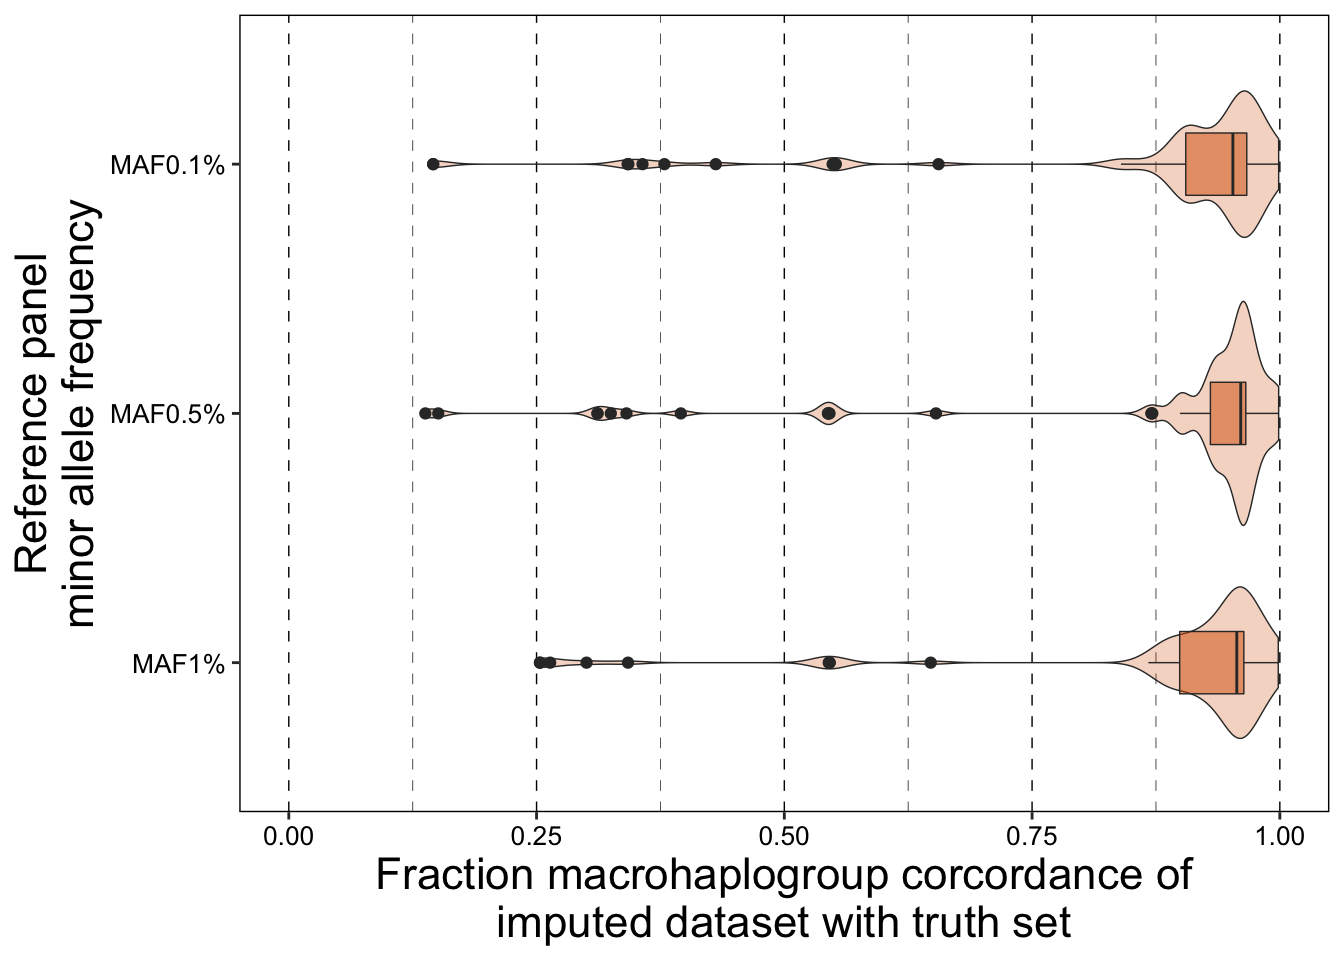 Reference panel
minor allele frequency
MAF0.1%
MAF0.5%
MAF1%
0.00 0.25 0.50 0.75 1.00
Fraction macrohaplogroup corcordance of
imputed dataset with truth set